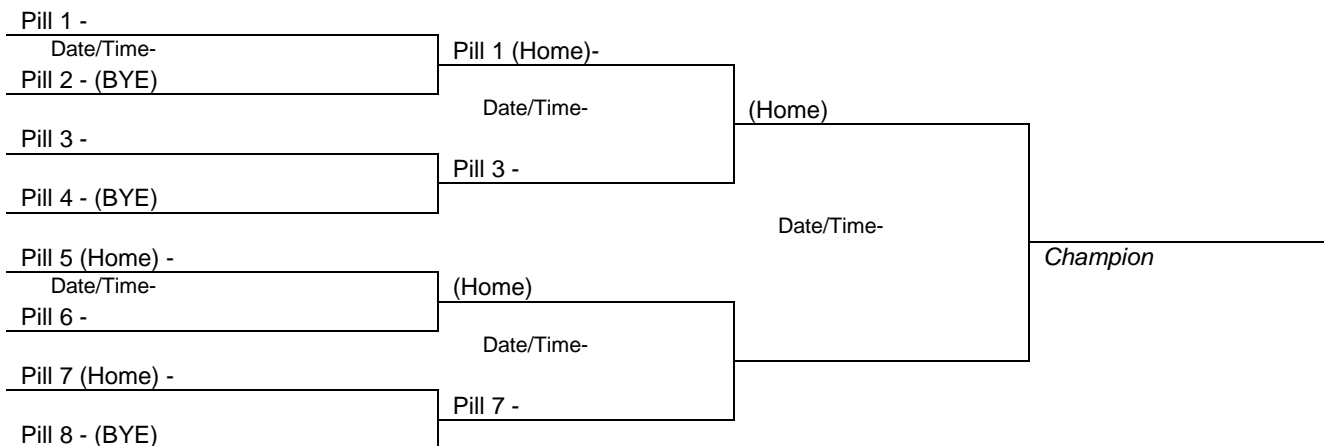 Pill 1 -
Date/Time-
Pill 2 - (BYE)
Pill 3 -
Pill 4 - (BYE)
Pill 5 (Home) -
Date/Time-
Pill 6 -
Pill 7 (Home) -
Pill 8 - (BYE)
Pill 1 (Home)-
Date/Time-
Pill 3 -
(Home)
Date/Time-
Pill 7 -
(Home)
Date/Time-
Champion